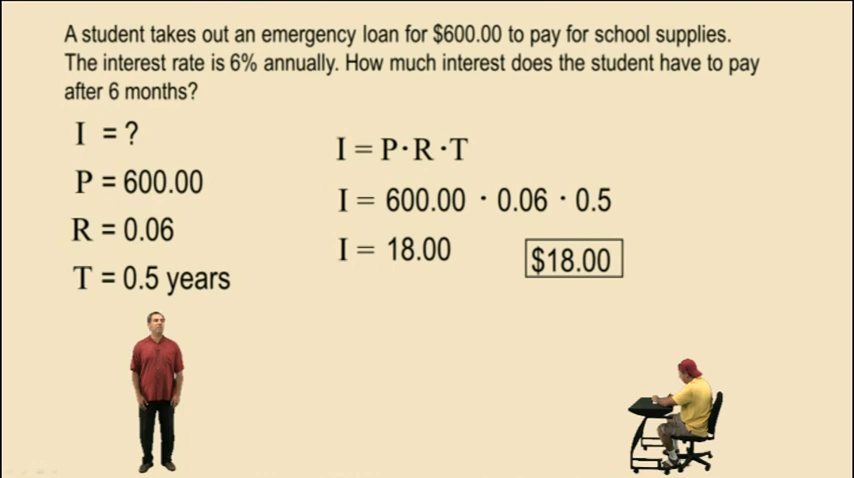 A student takes out an emergency loan for $600.00 to pay for school supplies.
The interest rate is 6% annually. How much interest does the student have to pay
after 6 months?
I = ?
P = 600.00
R = 0.06
T = 0.5 years
I = P·R·T
I = 600.00 · 0.06 · 0.5
I = 18.00
$18.00